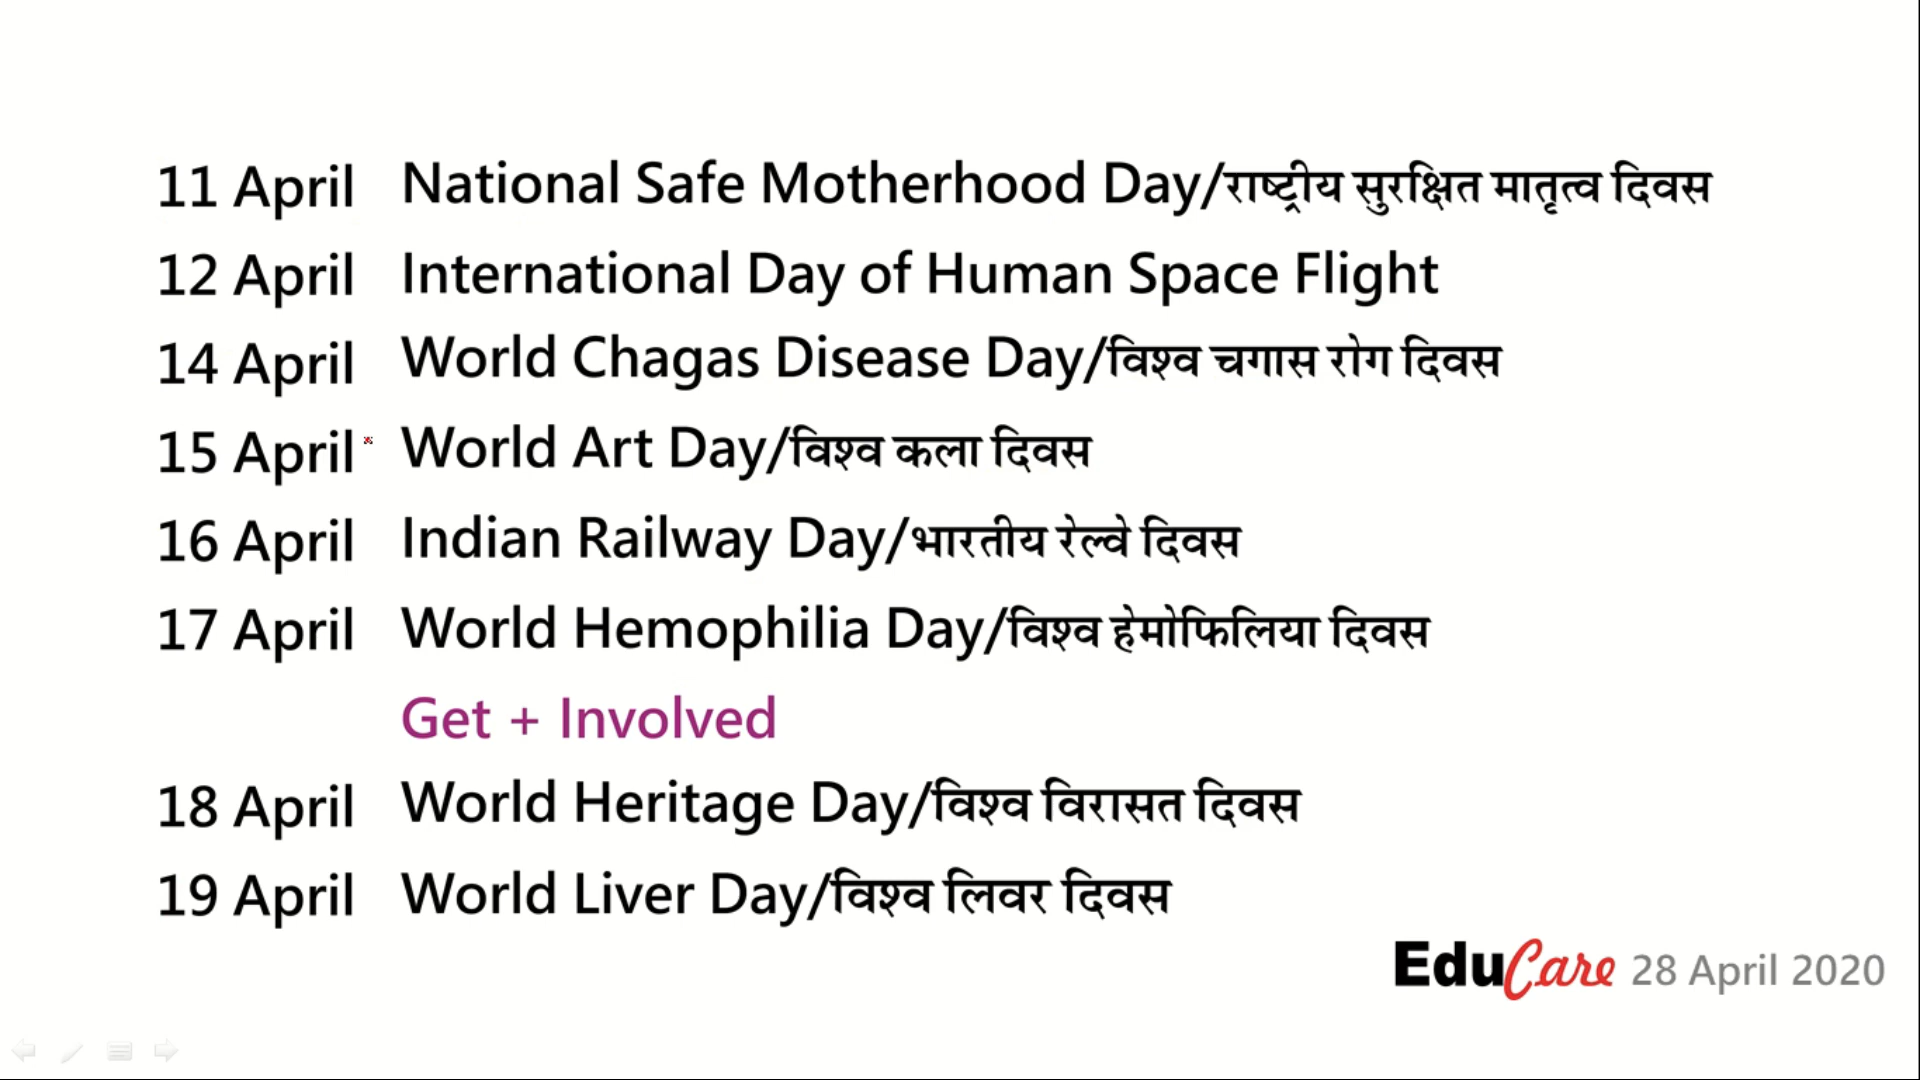 11 April National Safe Motherhood Day/राष्ट्रीय सुरक्षित मातृत्व दिवस
12 April International Day of Human Space Flight
14 April World Chagas Disease Day/विश्व चगास रोग दिवस
15 April World Art Day/विश्व कला दिवस
16 April Indian Railway Day/भारतीय रेल्वे दिवस
17 April World Hemophilia Day/विश्व हेमोफिलिया दिवस
Get + Involved
18 April World Heritage Day/विश्व विरासत दिवस
19 April World Liver Day/विश्व लिवर दिवस
EduCare 28 April 2020